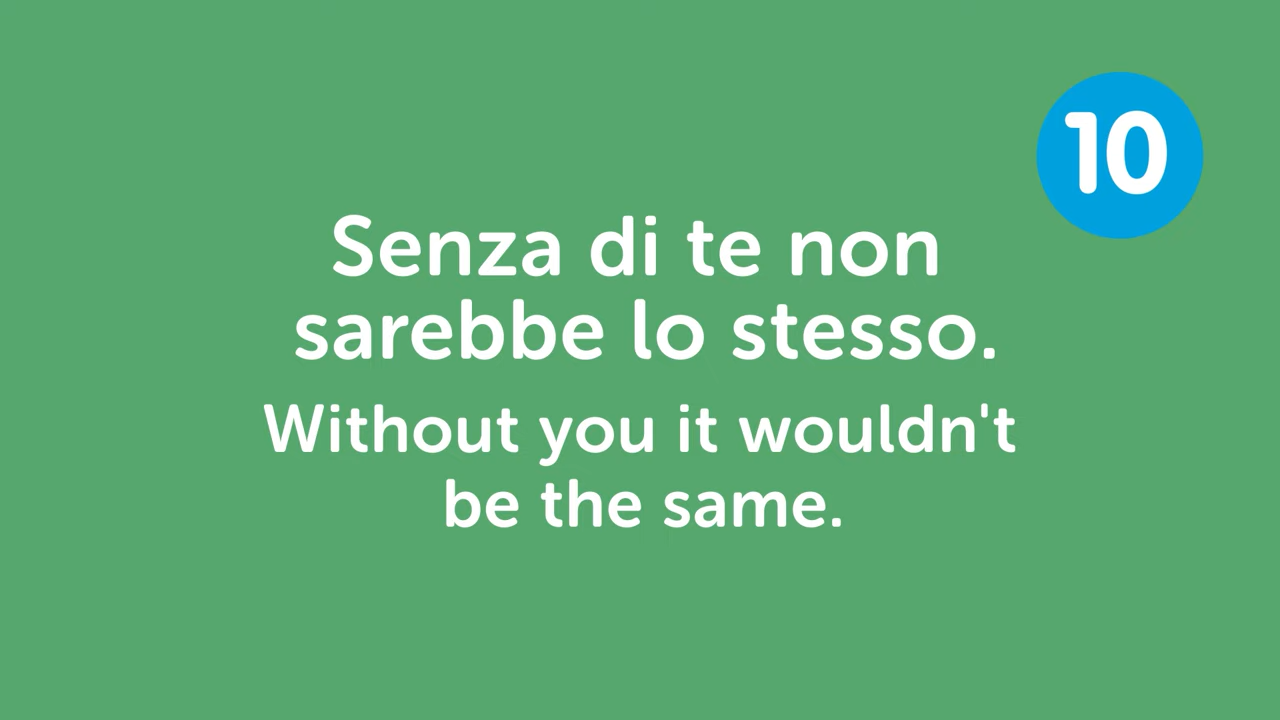 10
Senza di te non
sarebbe lo stesso.
Without you it wouldn't
be the same.